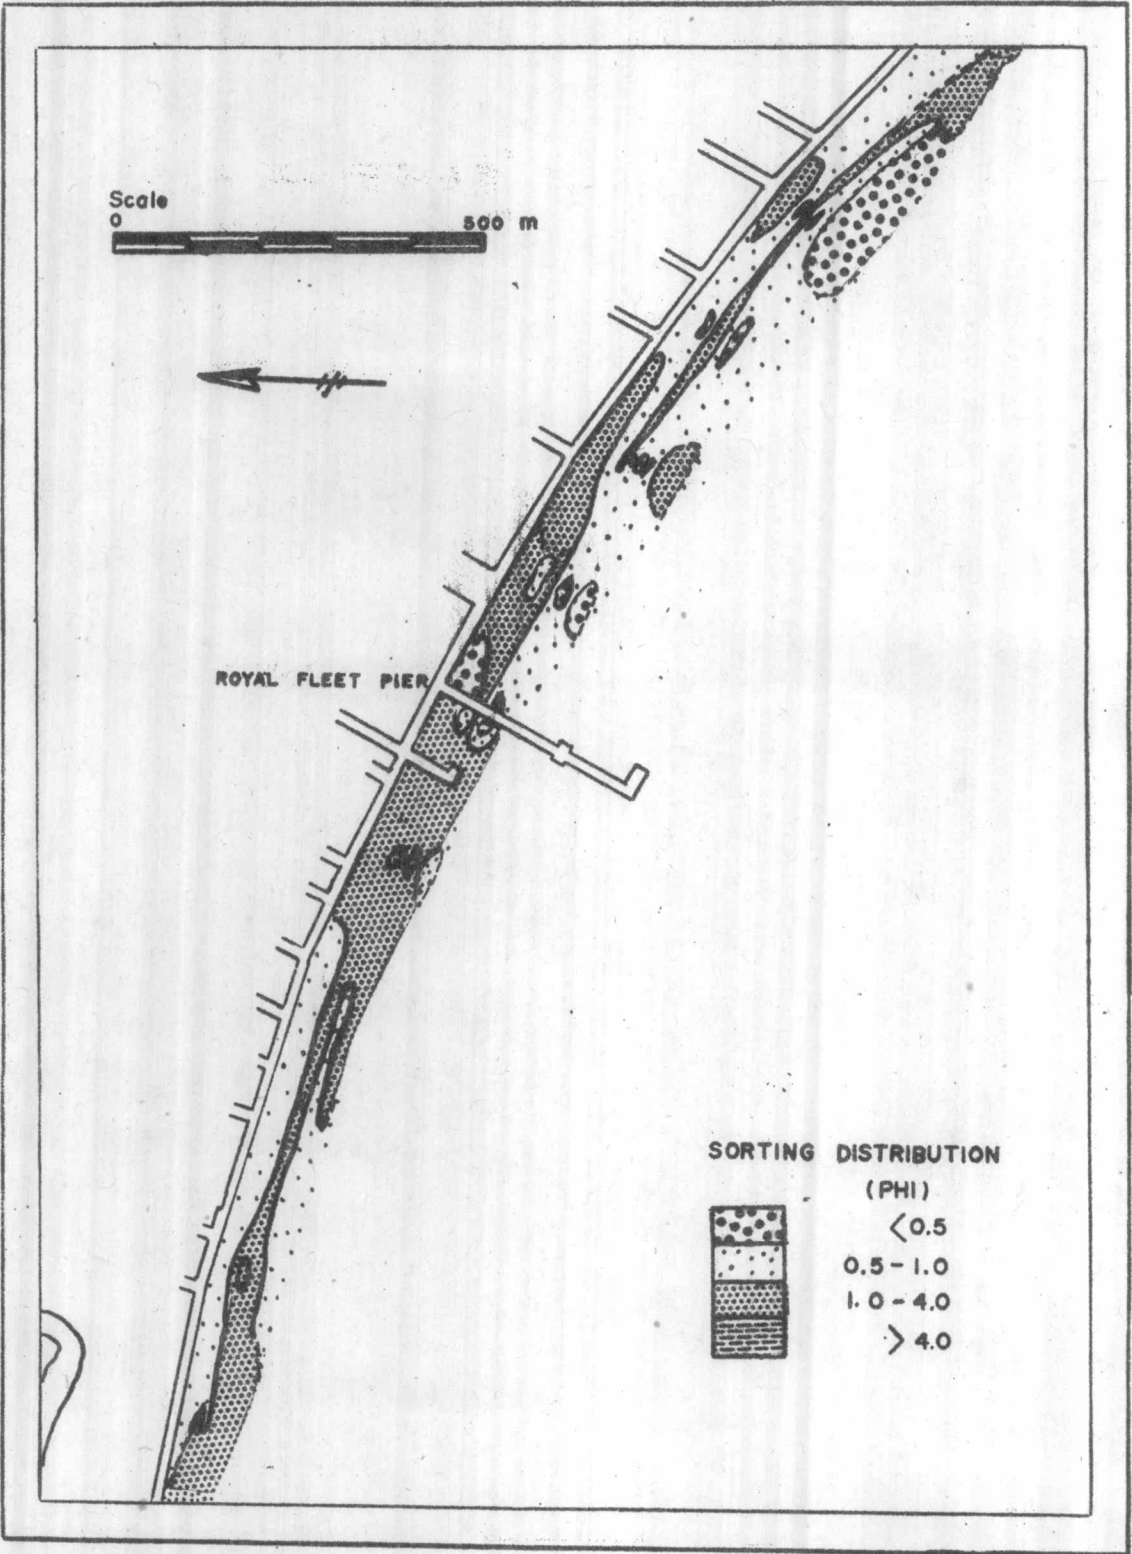 Scale
0 500 m
ROYAL FLEET PIER
SORTING DISTRIBUTION
(PHI)
<0.5
0.5-1.0
1.0-4.0
>4.0